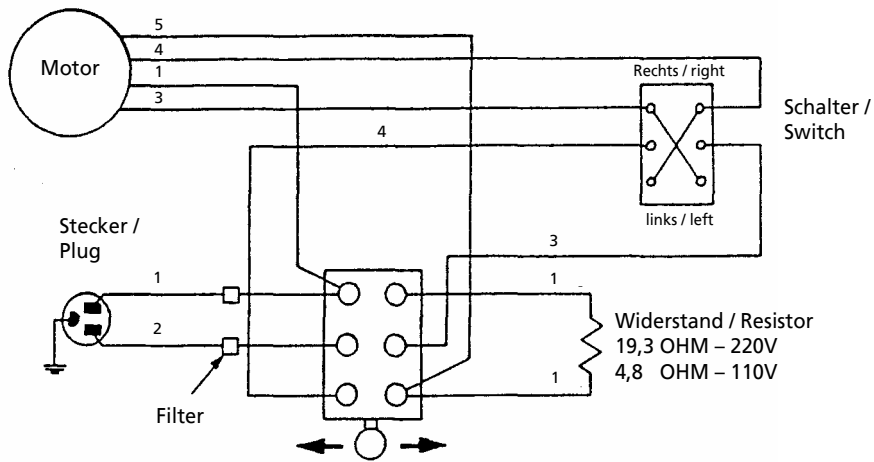 5
4
Motor
1
3
Rechts / right
Schalter /
Switch
4
links / left
Stecker /
Plug
3
1
1
2
Widerstand / Resistor
19,3 OHM – 220V
4,8 OHM – 110V
1
Filter